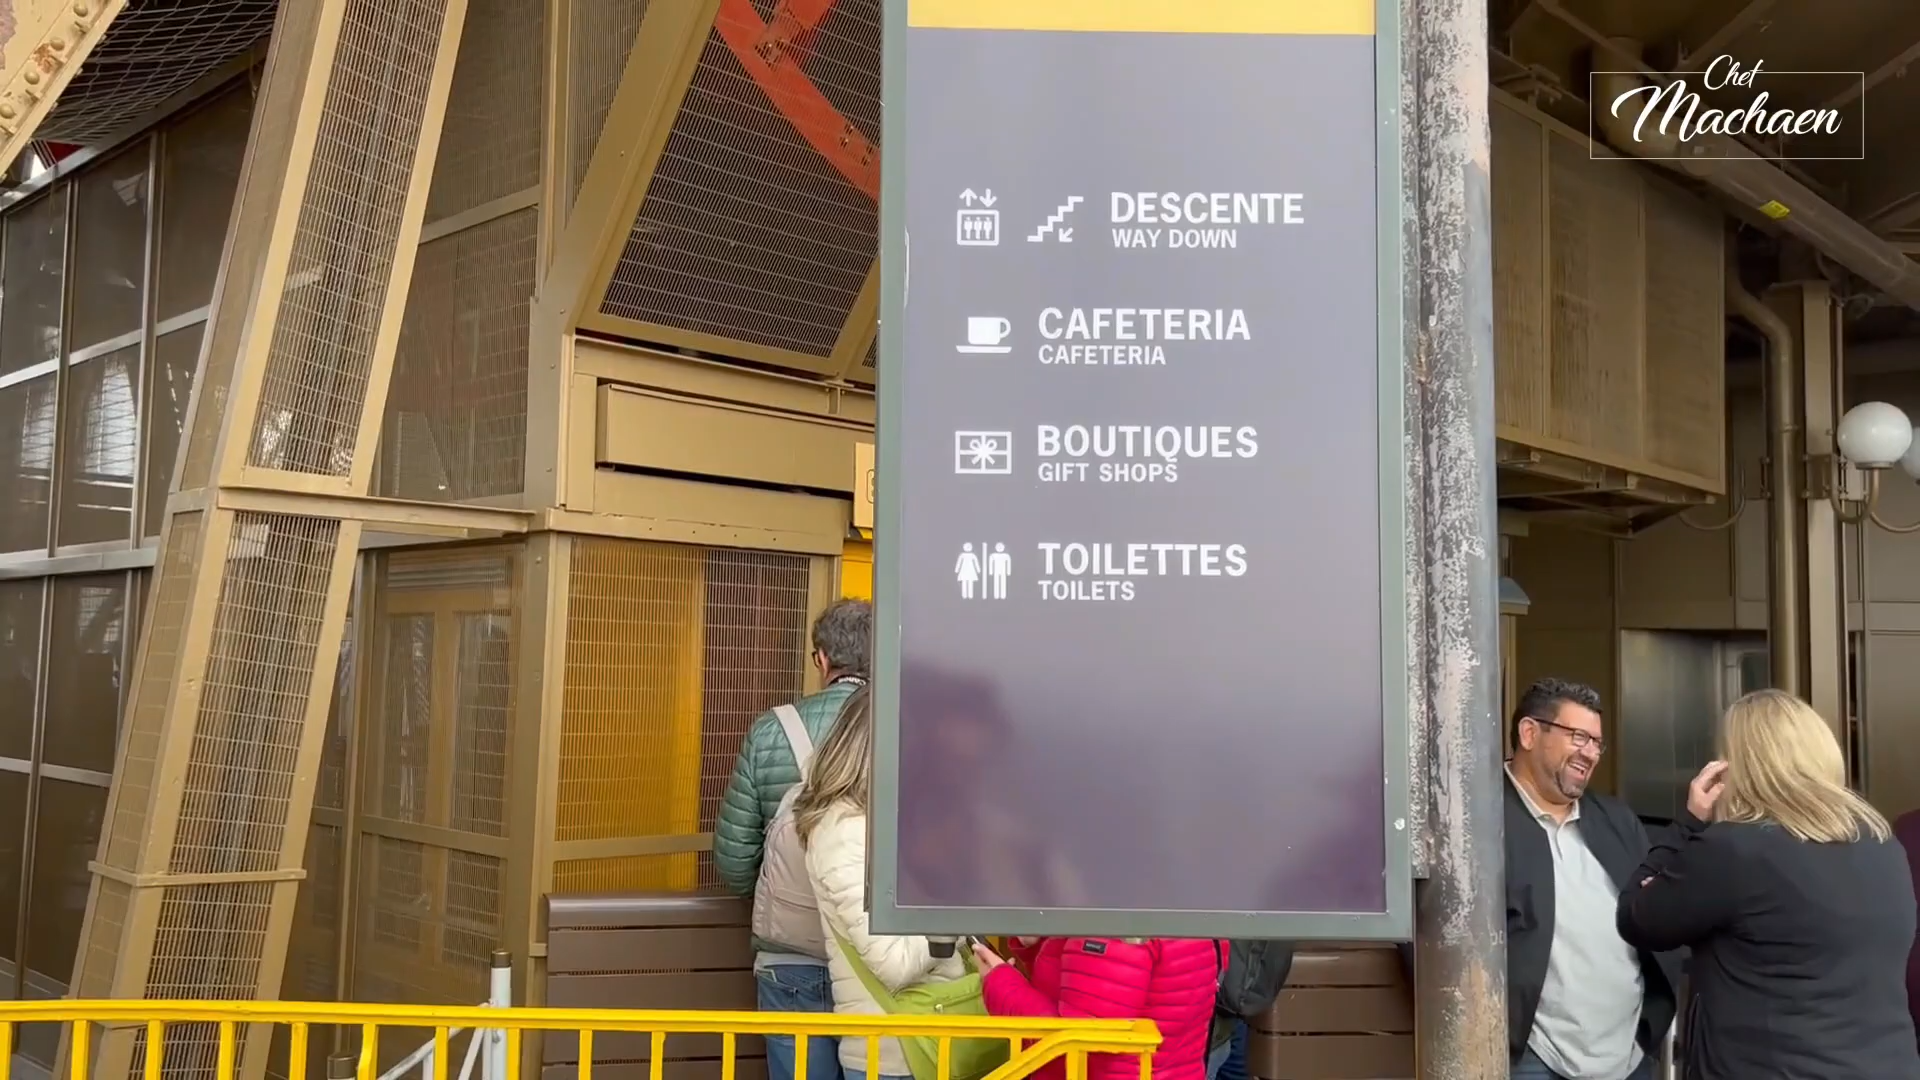 Chef
Machaen
DESCENTE
WAY DOWN
CAFETERIA
CAFETERIA
BOUTIQUES
GIFT SHOPS
TOILETTES
TOILETS